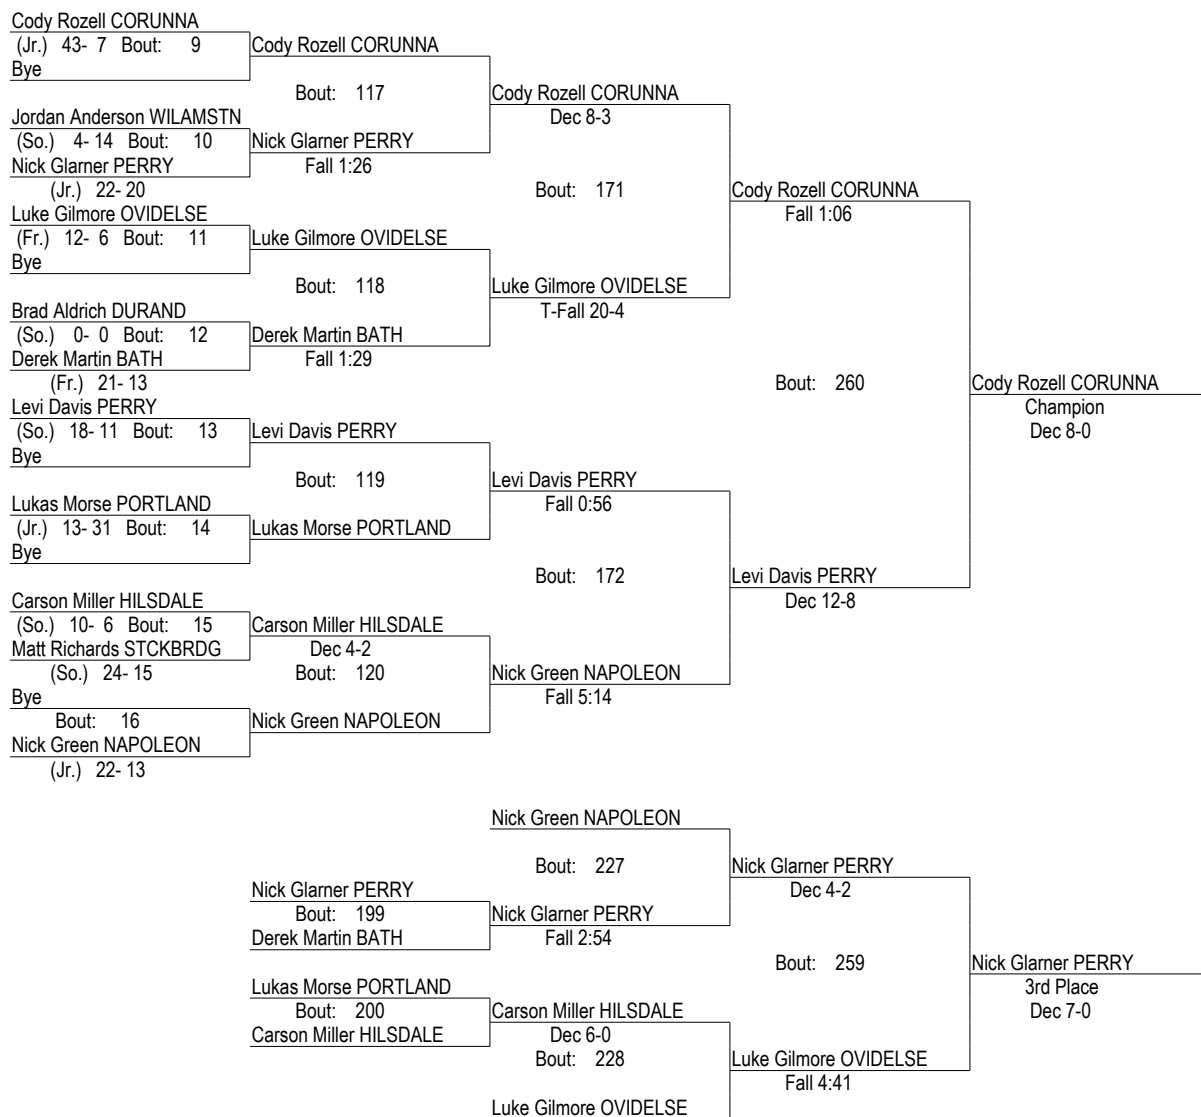 Cody Rozell CORUNNA
(Jr.) 43- 7 Bout: 9
Bye
Cody Rozell CORUNNA
Bout: 117
Jordan Anderson WILAMSTN
(So.) 4- 14 Bout: 10
Nick Glarner PERRY
(Jr.) 22- 20
Nick Glarner PERRY
Fall 1:26
Cody Rozell CORUNNA
Dec 8-3
Bout: 171
Luke Gilmore OVIDELSE
(Fr.) 12- 6 Bout: 11
Bye
Luke Gilmore OVIDELSE
Bout: 118
Brad Aldrich DURAND
(So.) 0- 0 Bout: 12
Derek Martin BATH
(Fr.) 21- 13
Derek Martin BATH
Fall 1:29
Luke Gilmore OVIDELSE
T-Fall 20-4
Cody Rozell CORUNNA
Fall 1:06
Bout: 260
Cody Rozell CORUNNA
Champion
Dec 8-0
Levi Davis PERRY
(So.) 18- 11 Bout: 13
Bye
Levi Davis PERRY
Bout: 119
Lukas Morse PORTLAND
(Jr.) 13- 31 Bout: 14
Bye
Lukas Morse PORTLAND
Levi Davis PERRY
Fall 0:56
Bout: 172
Levi Davis PERRY
Dec 12-8
Carson Miller HILSDALE
(So.) 10- 6 Bout: 15
Matt Richards STCKBRDG
(So.) 24- 15
Carson Miller HILSDALE
Dec 4-2
Bout: 120
Bye
Bout: 16
Nick Green NAPOLEON
(Jr.) 22- 13
Nick Green NAPOLEON
Nick Green NAPOLEON
Fall 5:14
Nick Green NAPOLEON
Bout: 227
Nick Glarner PERRY
Bout: 199
Derek Martin BATH
Nick Glarner PERRY
Fall 2:54
Nick Glarner PERRY
Dec 4-2
Bout: 259
Nick Glarner PERRY
3rd Place
Dec 7-0
Lukas Morse PORTLAND
Bout: 200
Carson Miller HILSDALE
Carson Miller HILSDALE
Dec 6-0
Bout: 228
Luke Gilmore OVIDELSE
Fall 4:41
Luke Gilmore OVIDELSE